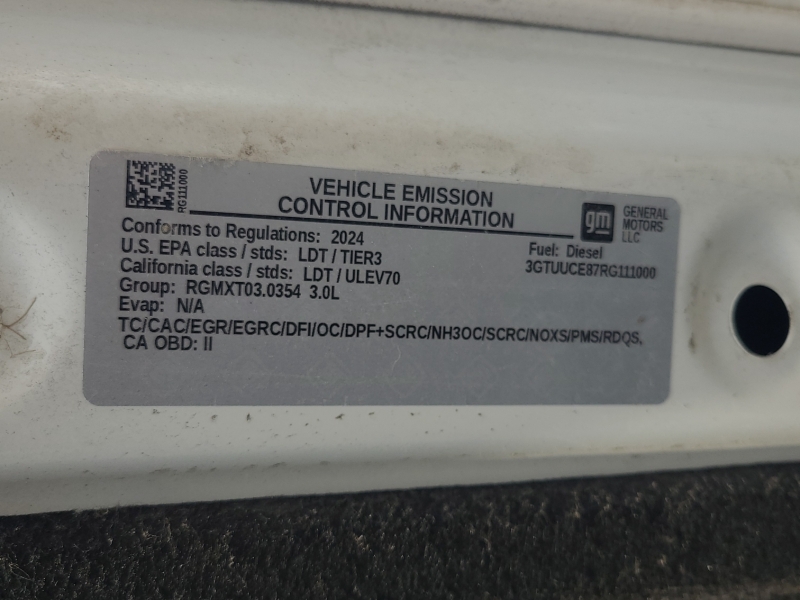 RG111000
VEHICLE EMISSION
CONTROL INFORMATION
gm
GENERAL
MOTORS
LLC
Conforms to Regulations: 2024
U.S. EPA class / stds: LDT / TIER3
California class / stds: LDT / ULEV70
Group: RGMXT03.0354 3.0L
Evap: N/A
Fuel: Diesel
3GTUUCE87RG111000
TC/CAC/EGR/EGRC/DFI/OC/DPF+SCRC/NH3OC/SCRC/NOXS/PMS/RDQS,
CA OBD: II